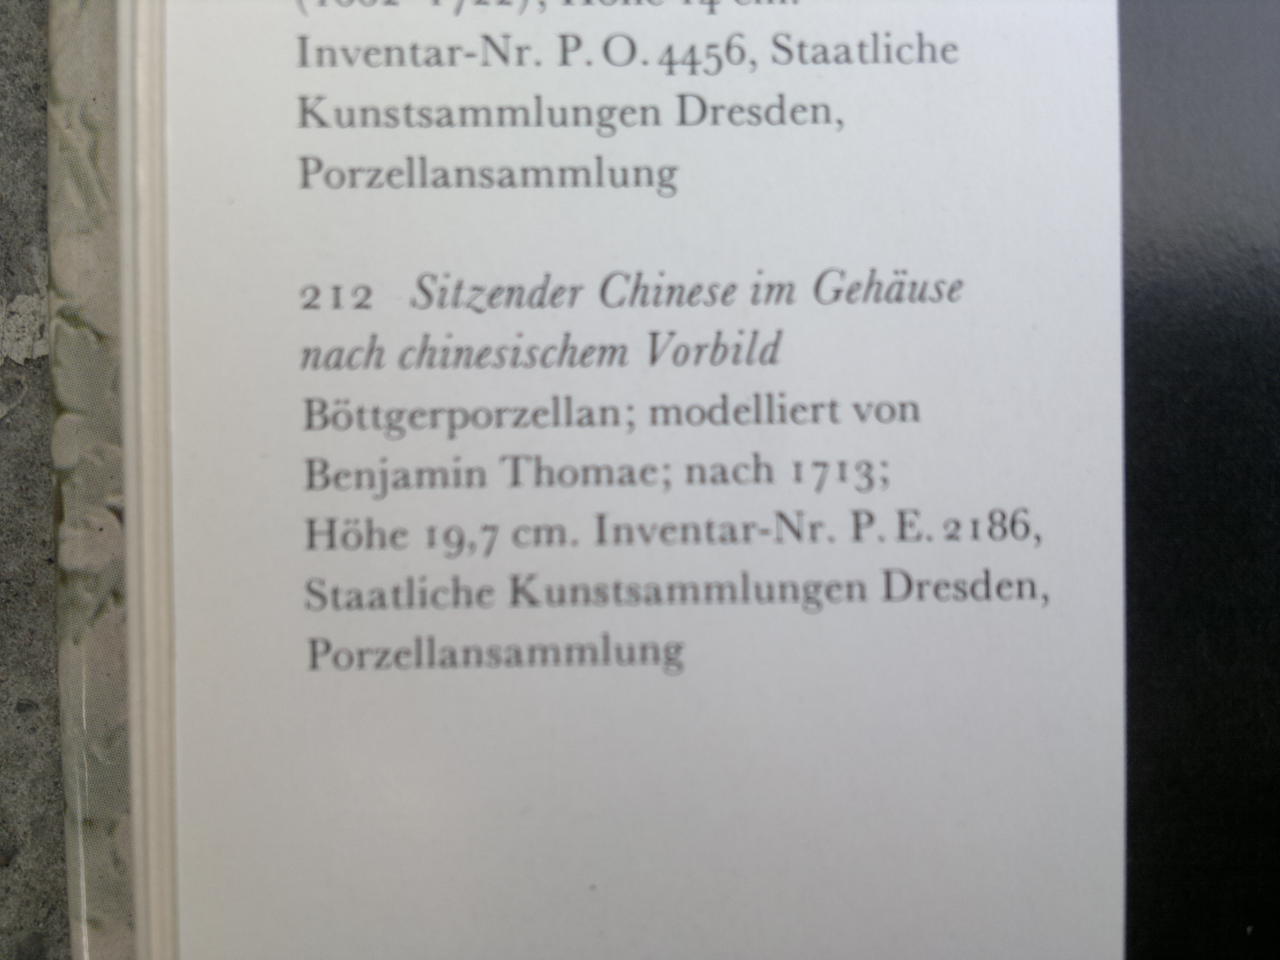 Inventar-Nr. P. O. 4456, Staatliche
Kunstsammlungen Dresden,
Porzellansammlung
212 Sitzender Chinese im Gehäuse
nach chinesischem Vorbild
Böttgerporzellan; modelliert von
Benjamin Thomae; nach 1713;
Höhe 19,7 cm. Inventar-Nr. P. E. 2186,
Staatliche Kunstsammlungen Dresden,
Porzellansammlung